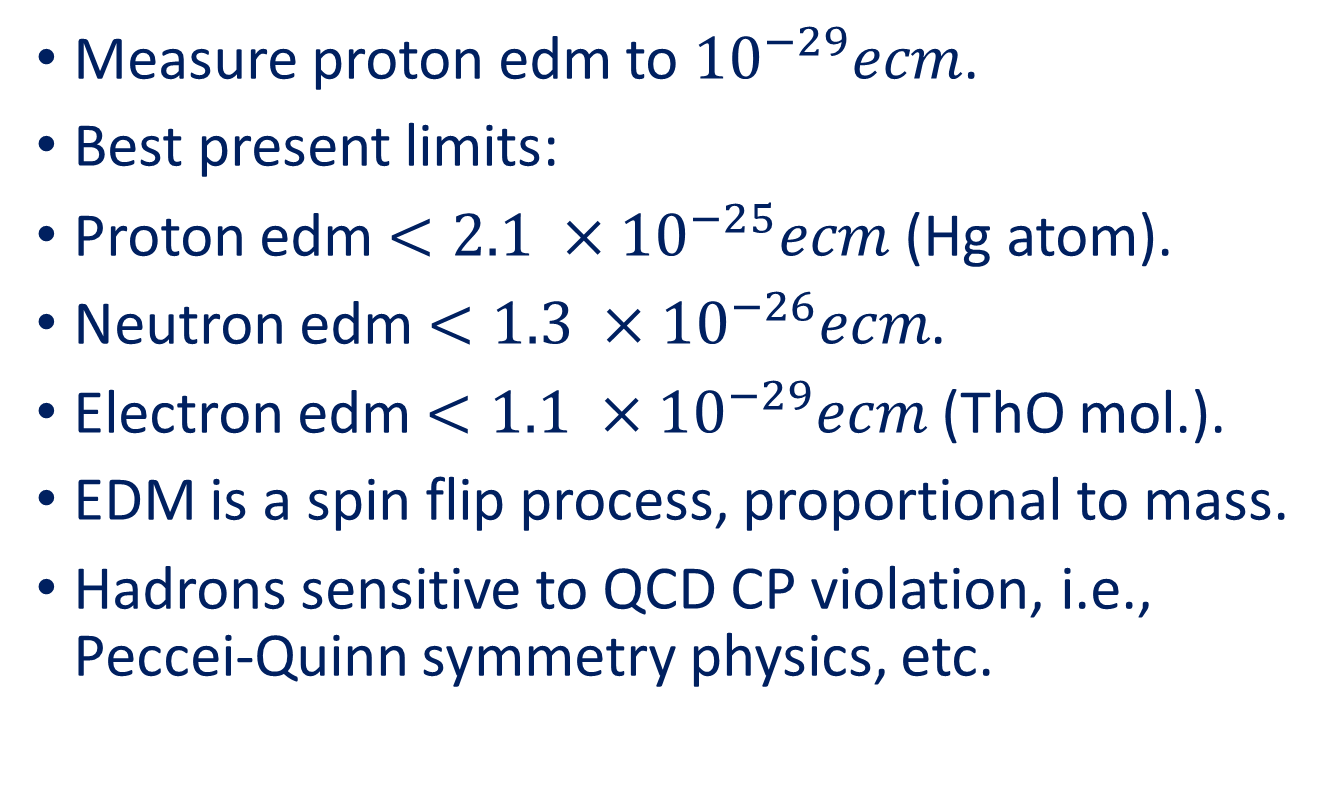 • Measure proton edm to 10⁻²⁹ecm.
• Best present limits:
• Proton edm < 2.1 × 10⁻²⁵ecm (Hg atom).
• Neutron edm < 1.3 × 10⁻²⁶ecm.
• Electron edm < 1.1 × 10⁻²⁹ecm (ThO mol.).
• EDM is a spin flip process, proportional to mass.
• Hadrons sensitive to QCD CP violation, i.e.,
Peccei-Quinn symmetry physics, etc.